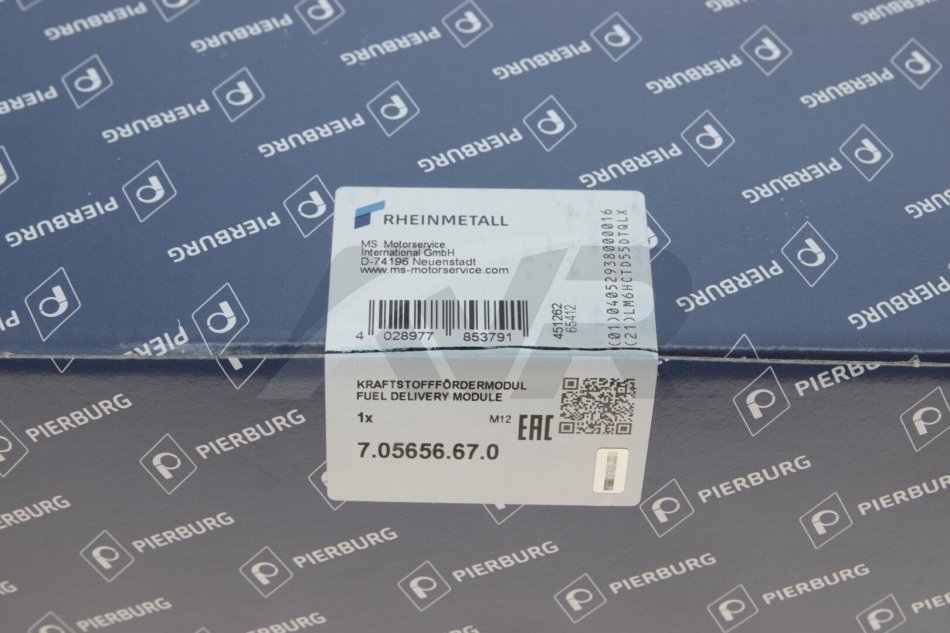 PIERBURG
RHEINMETALL
MS Motorservice
International GmbH
D-74196 Neuenstadt
www.ms-motorservice.com
4 028977 853791
451262
65412
(01)04052938000016
(21)LM6HCTD55DTQLX
KRAFTSTOFFFÖRDERMODUL
FUEL DELIVERY MODULE
1x
M12
EAC
7.05656.67.0